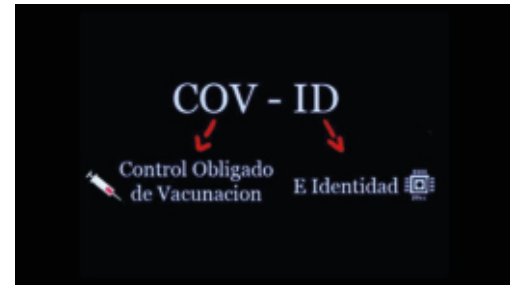 COV - ID
Control Obligado
de Vacunacion
E Identidad